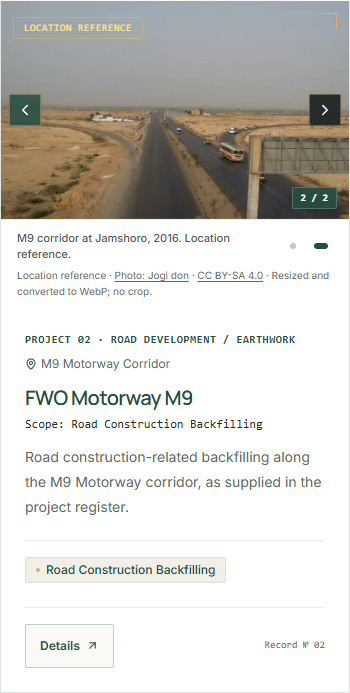 LOCATION REFERENCE
2 / 2
M9 corridor at Jamshoro, 2016. Location
reference.
Location reference · Photo: Jogi don · CC BY-SA 4.0 · Resized and
converted to WebP; no crop.
PROJECT 02 · ROAD DEVELOPMENT / EARTHWORK
M9 Motorway Corridor
FWO Motorway M9
Scope: Road Construction Backfilling
Road construction-related backfilling along
the M9 Motorway corridor, as supplied in the
project register.
Road Construction Backfilling
Details
Record № 02